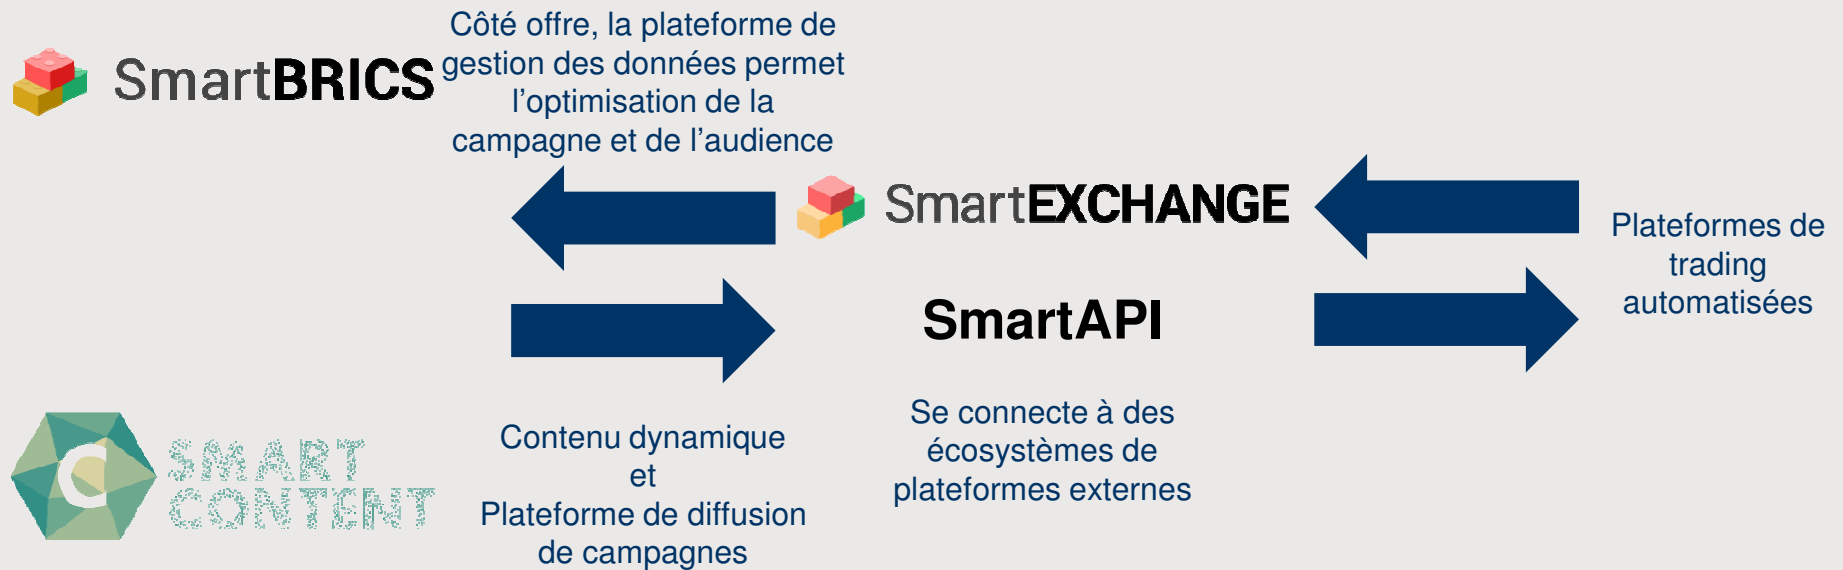 SmartBRICS
Côté offre, la plateforme de
gestion des données permet
l'optimisation de la
campagne et de l’audience
SmartEXCHANGE
SmartAPI
Se connecte à des
écosystèmes de
plateformes externes
Plateformes de
trading
automatisées
C
SMART
CONTENT
Contenu dynamique
et
Plateforme de diffusion
de campagnes